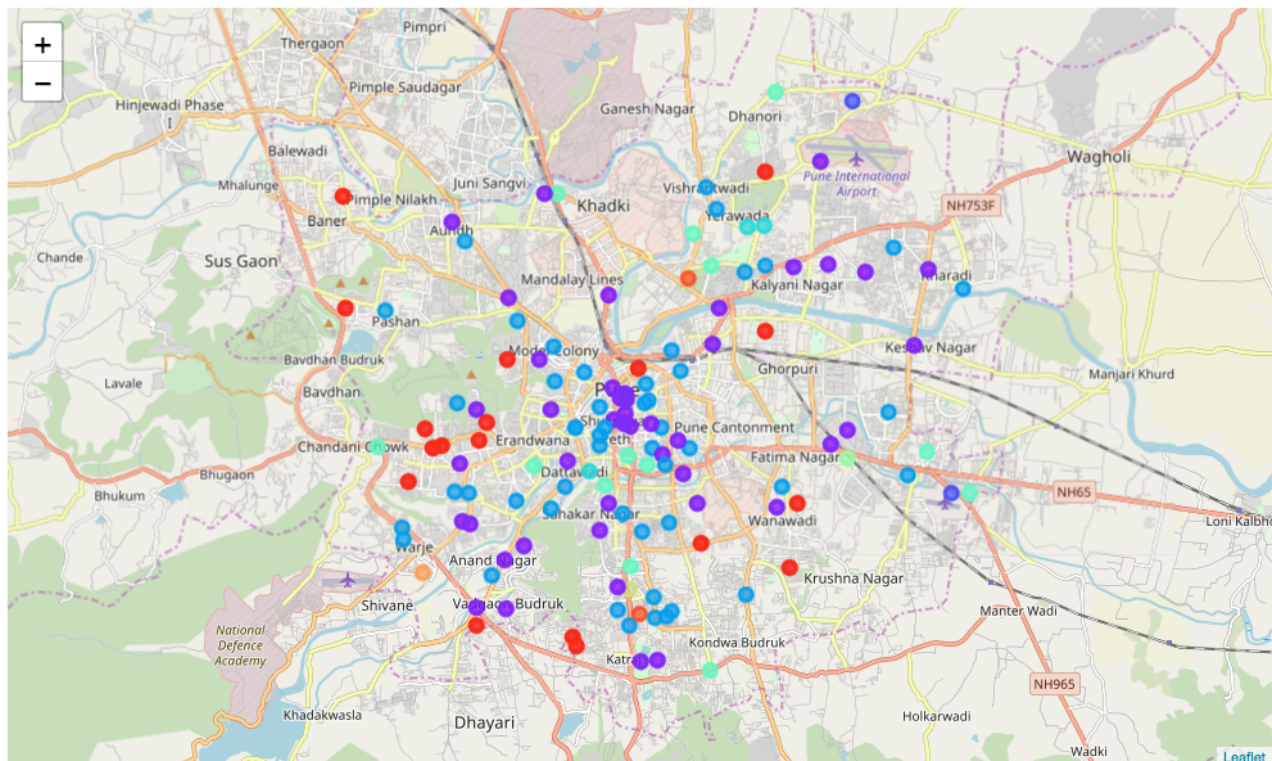 Pimpri
+
Thergaon
−
Pimple Saudagar
Hinjewadi Phase
I
Ganesh Nagar
Dhanori
Balewadi
Wagholi
Mhalunge
Juni Sangvi
Pimple Nilakh
Pune International
Airport
Khadki
NH753F
Baner
Yerawada
Aundh
Chande
Sus Gaon
Mandalay Lines
Kharadi
Kalyani Nagar
Pashan
Keshav Nagar
Bavdhan Budruk
Model Colony
Ghorpuri
Manjari Khurd
Lavale
Bavdhan
Pune Cantonment
Chandani Chowk
Erandwana
Peth
Fatima Nagar
Bhugaon
Dattawadi
Bhukum
NH65
Sahakar Nagar
Wanawadi
Loni Kalbho
Warje
Anand Nagar
Krushna Nagar
Shivane
Vadgaon Budruk
Manter Wadi
National
Defence
Academy
Kondwa Budruk
Katraj
NH965
Khadakwasla
Dhayari
Holkarwadi
Wadki
Leaflet